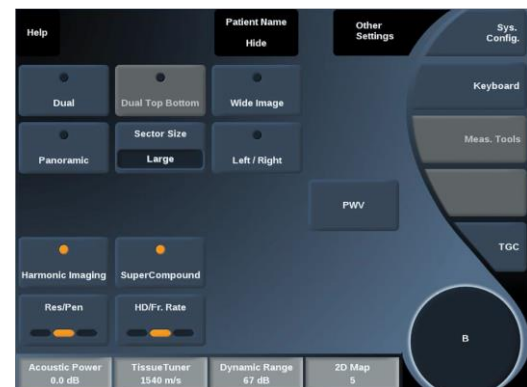 Help
Patient Name
Hide
Other
Settings
Sys.
Config.
Dual
Dual Top Bottom
Wide Image
Keyboard
Panoramic
Sector Size
Large
Left / Right
Meas. Tools
PWV
Harmonic Imaging
SuperCompound
TGC
Res/Pen
HD/Fr. Rate
B
Acoustic Power
0.0 dB
TissueTuner
1540 m/s
Dynamic Range
67 dB
2D Map
5